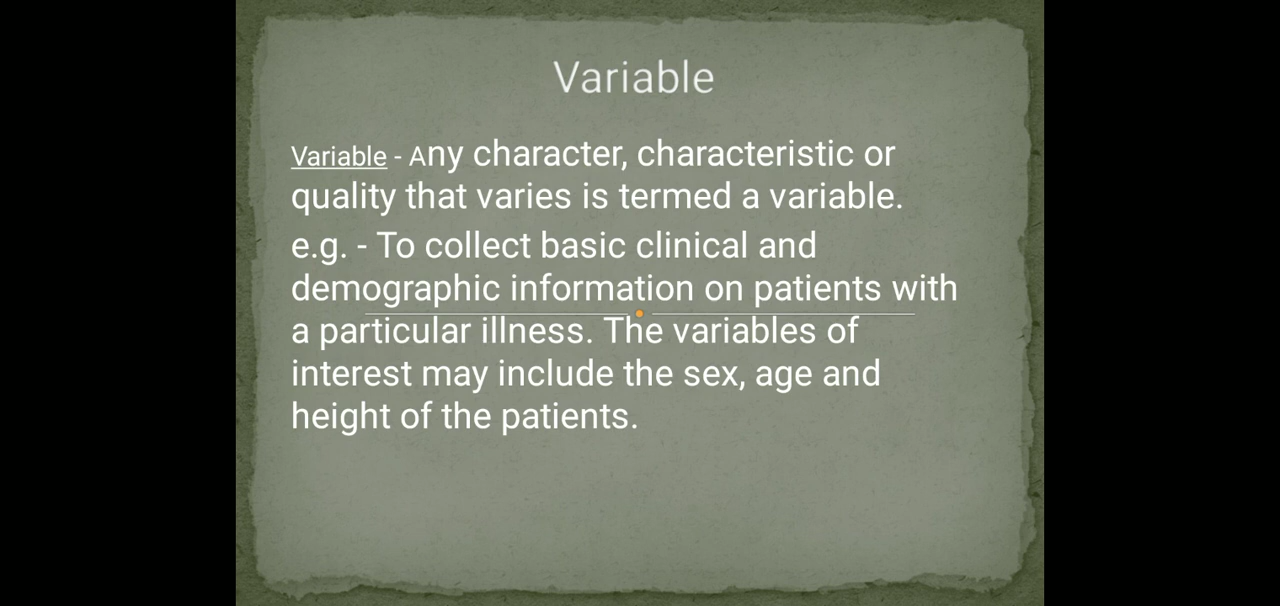 Variable
Variable - Any character, characteristic or
quality that varies is termed a variable.
e.g. - To collect basic clinical and
demographic information on patients with
a particular illness. The variables of
interest may include the sex, age and
height of the patients.